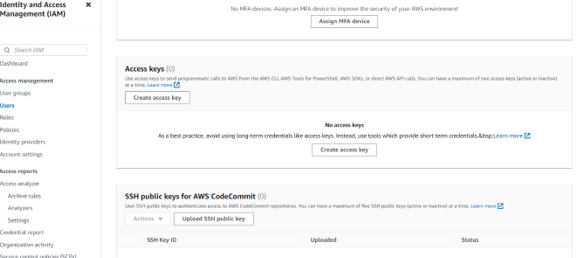 Identity and Access
Management (IAM)
Search IAM
Dashboard
Access management
User groups
Users
Roles
Policies
Identity providers
Account settings
Access reports
Access analyzer
Archive rules
Analyzers
Settings
Credential report
Organization activity
Service control policies (SCPs)
No MFA devices. Assign an MFA device to improve the security of your AWS environment
Assign MFA device
Access keys (0)
Use access keys to send programmatic calls to AWS from the AWS CLI, AWS Tools for PowerShell, AWS SDKs, or direct AWS API calls. You can have a maximum of two access keys (active or inactive)
at a time. Learn more
Create access key
No access keys
As a best practice, avoid using long-term credentials like access keys. Instead, use tools which provide short term credentials.&nbsp;Learn more
Create access key
SSH public keys for AWS CodeCommit (0)
Use SSH public keys to authenticate access to AWS CodeCommit repositories. You can have a maximum of five SSH public keys (active or inactive) at a time. Learn more
Actions
Upload SSH public key
SSH Key ID
Uploaded
Status